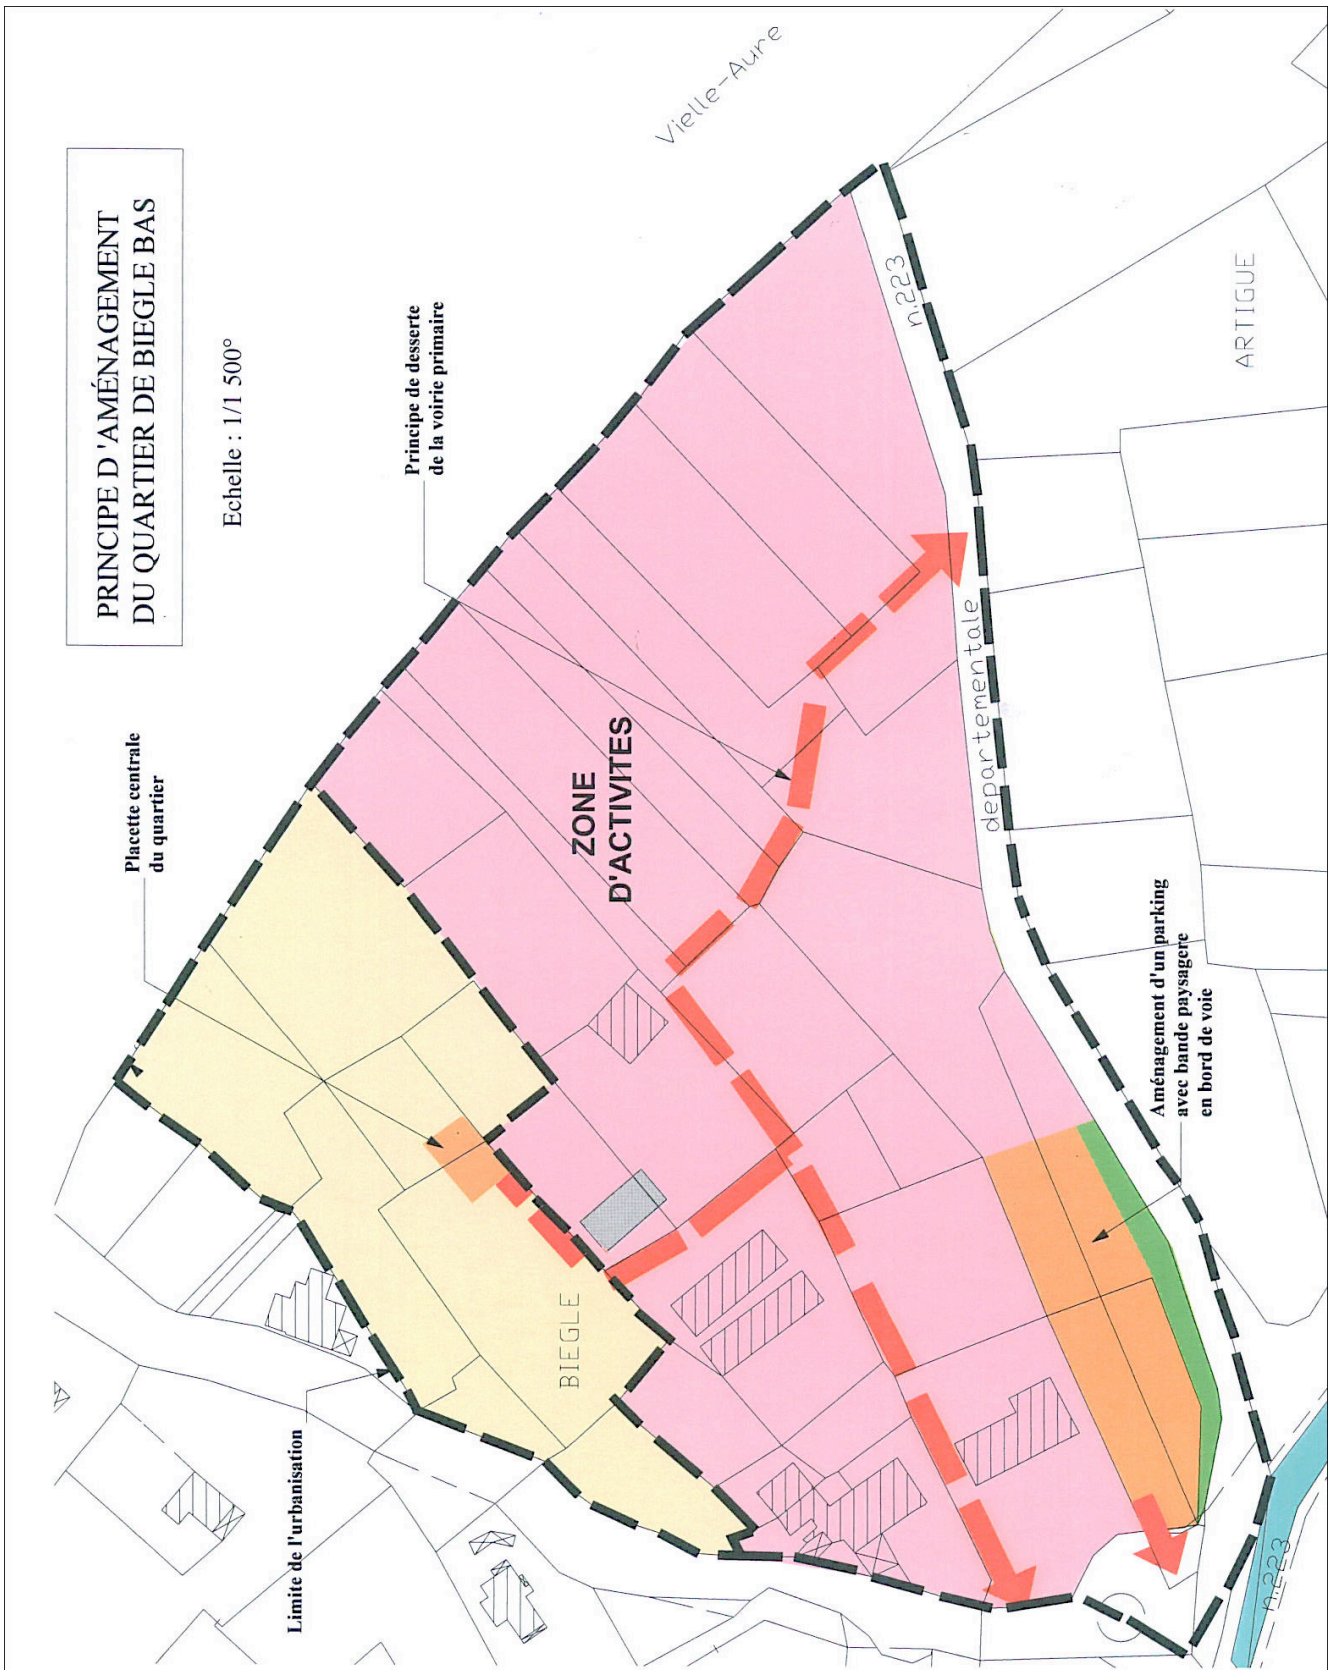 PRINCIPE D'AMÉNAGEMENT
DU QUARTIER DE BIEGLE BAS
Echelle : 1/1 500°
Vielle-Aure
Principe de desserte
de la voirie primaire
Placette centrale
du quartier
ZONE
D'ACTIVITES
n.223
departementale
ARTIGUE
BIEGLE
Limite de l'urbanisation
Aménagement d'un parking
avec bande paysagere
en bord de voie
n.223